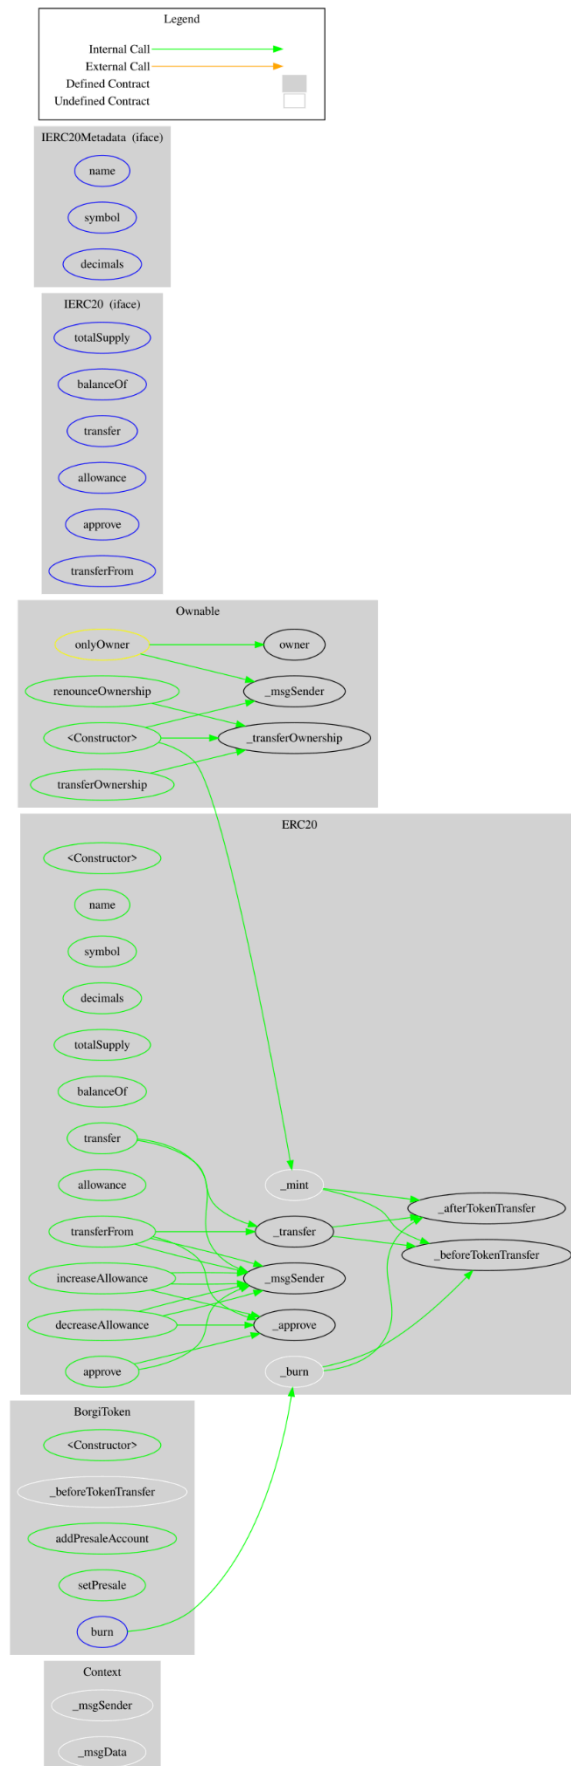 Legend
Internal Call
External Call
Defined Contract
Undefined Contract
IERC20Metadata (iface)
name
symbol
decimals
IERC20 (iface)
totalSupply
balanceOf
transfer
allowance
approve
transferFrom
Ownable
onlyOwner
owner
renounceOwnership
_msgSender
<Constructor>
_transferOwnership
transferOwnership
ERC20
<Constructor>
name
symbol
decimals
totalSupply
balanceOf
transfer
allowance
_mint
_afterTokenTransfer
transferFrom
_transfer
_beforeTokenTransfer
increaseAllowance
_msgSender
decreaseAllowance
_approve
approve
_burn
BorgiToken
<Constructor>
_beforeTokenTransfer
addPresaleAccount
setPresale
burn
Context
_msgSender
_msgData